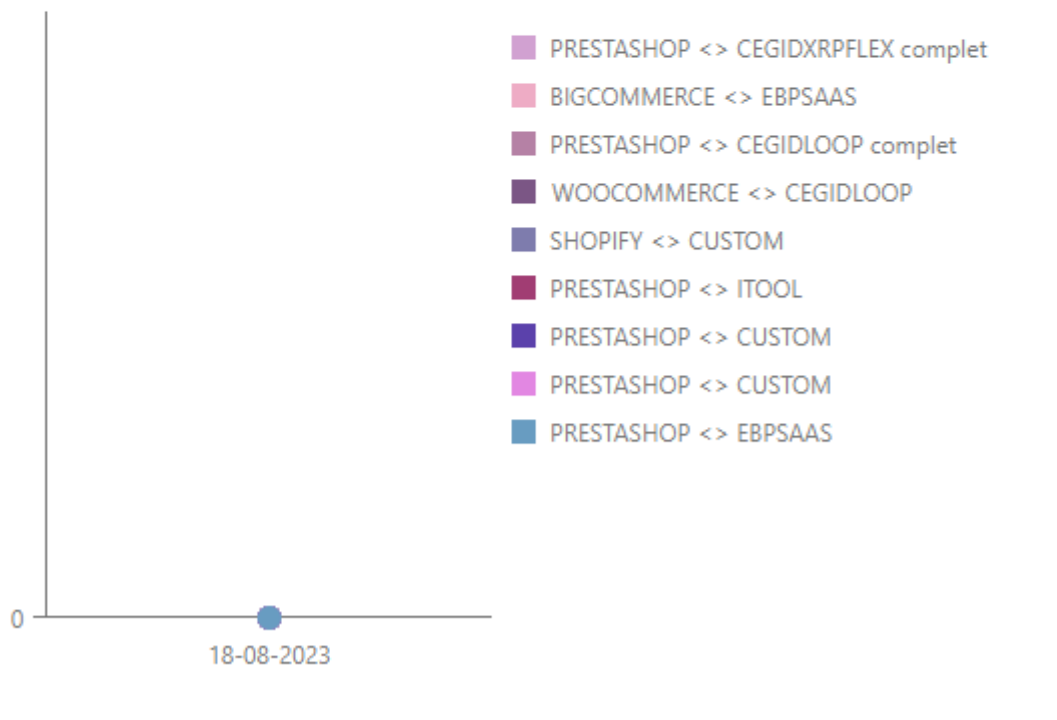 PRESTASHOP <> CEGIDXRPFLEX complet
BIGCOMMERCE <> EBPSAAS
PRESTASHOP <> CEGIDLOOP complet
WOOCOMMERCE <> CEGIDLOOP
SHOPIFY <> CUSTOM
PRESTASHOP <> ITOOL
PRESTASHOP <> CUSTOM
PRESTASHOP <> CUSTOM
PRESTASHOP <> EBPSAAS
0
18-08-2023